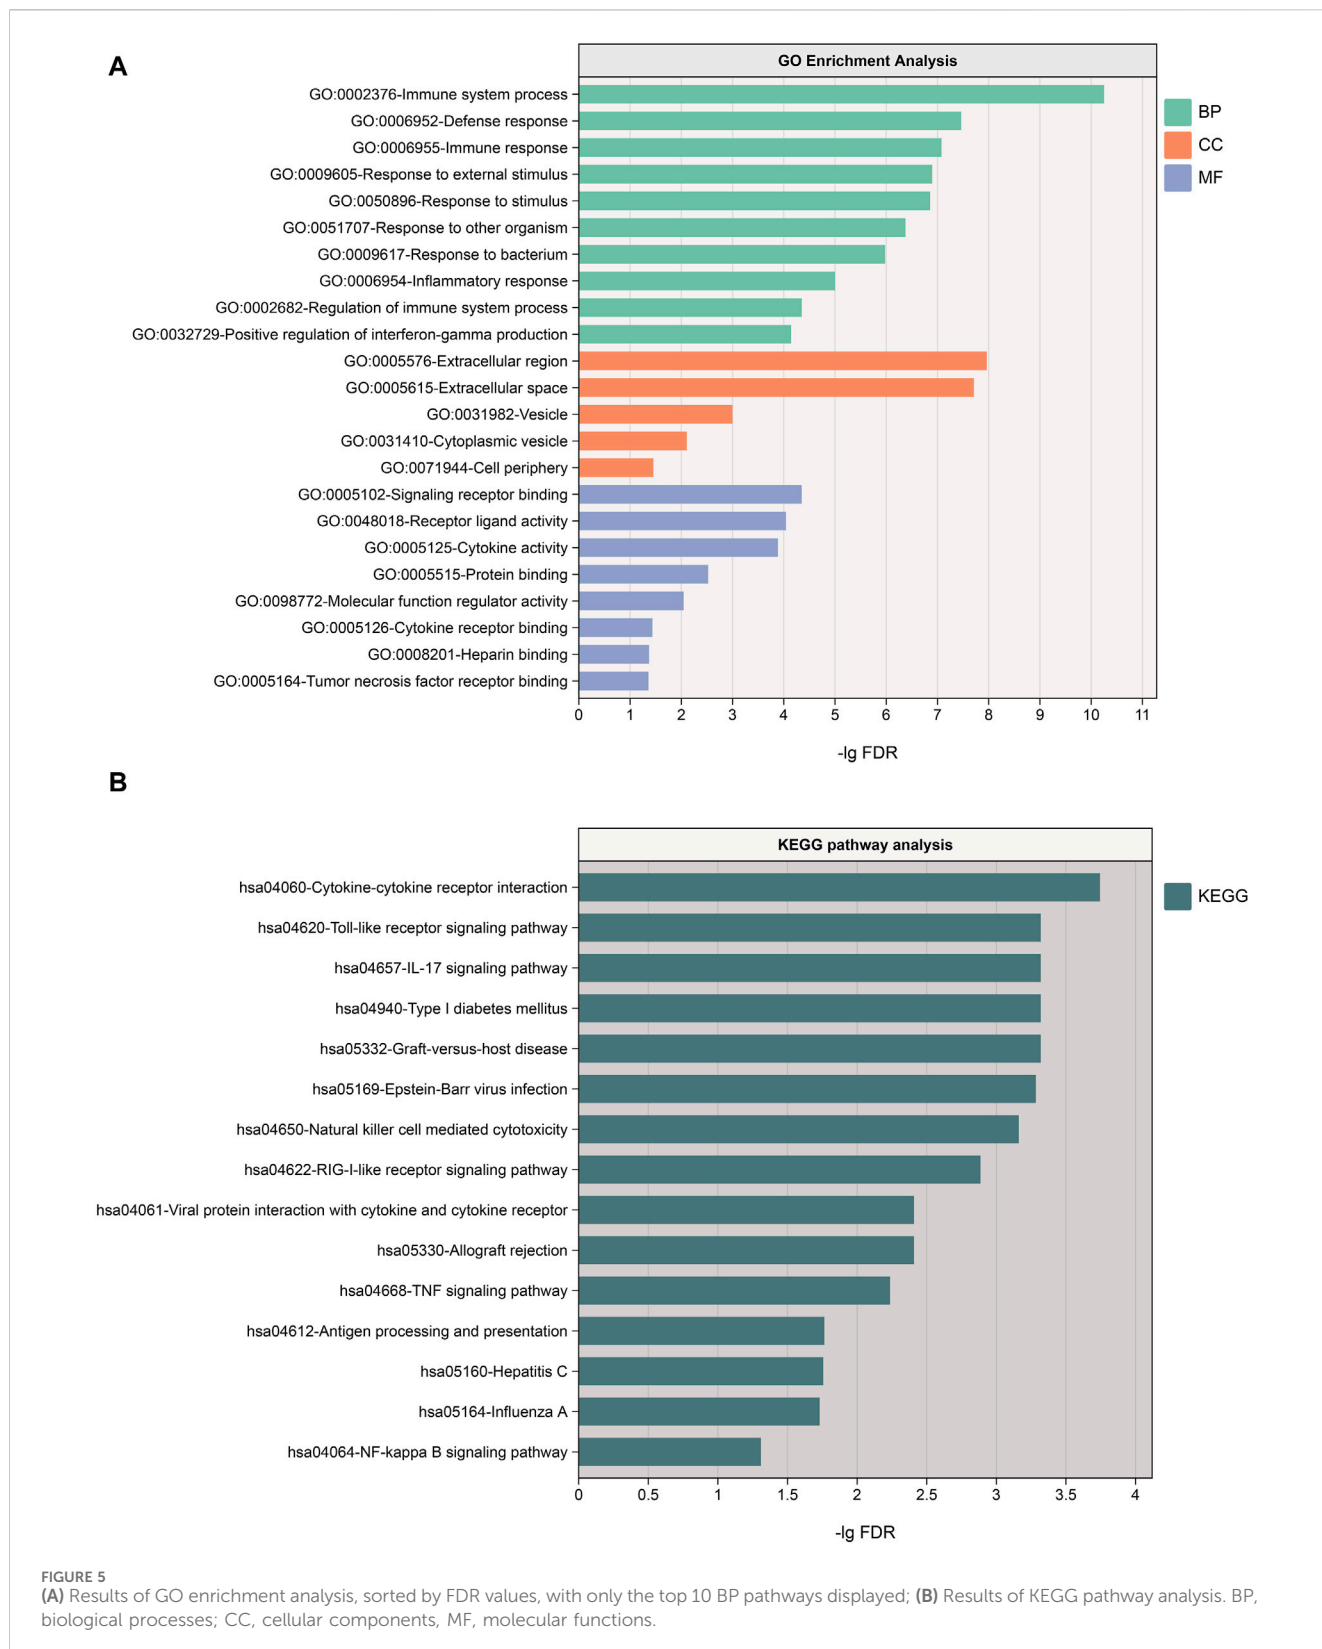 A
GO Enrichment Analysis
GO:0002376-Immune system process
GO:0006952-Defense response
GO:0006955-Immune response
GO:0009605-Response to external stimulus
GO:0050896-Response to stimulus
GO:0051707-Response to other organism
GO:0009617-Response to bacterium
GO:0006954-Inflammatory response
GO:0002682-Regulation of immune system process
GO:0032729-Positive regulation of interferon-gamma production
GO:0005576-Extracellular region
GO:0005615-Extracellular space
GO:0031982-Vesicle
GO:0031410-Cytoplasmic vesicle
GO:0071944-Cell periphery
GO:0005102-Signaling receptor binding
GO:0048018-Receptor ligand activity
GO:0005125-Cytokine activity
GO:0005515-Protein binding
GO:0098772-Molecular function regulator activity
GO:0005126-Cytokine receptor binding
GO:0008201-Heparin binding
GO:0005164-Tumor necrosis factor receptor binding
0 1 2 3 4 5 6 7 8 9 10 11
-lg FDR
BP
CC
MF
B
KEGG pathway analysis
hsa04060-Cytokine-cytokine receptor interaction
hsa04620-Toll-like receptor signaling pathway
hsa04657-IL-17 signaling pathway
hsa04940-Type I diabetes mellitus
hsa05332-Graft-versus-host disease
hsa05169-Epstein-Barr virus infection
hsa04650-Natural killer cell mediated cytotoxicity
hsa04622-RIG-I-like receptor signaling pathway
hsa04061-Viral protein interaction with cytokine and cytokine receptor
hsa05330-Allograft rejection
hsa04668-TNF signaling pathway
hsa04612-Antigen processing and presentation
hsa05160-Hepatitis C
hsa05164-Influenza A
hsa04064-NF-kappa B signaling pathway
0 0.5 1 1.5 2 2.5 3 3.5 4
-lg FDR
KEGG
FIGURE 5
(A) Results of GO enrichment analysis, sorted by FDR values, with only the top 10 BP pathways displayed; (B) Results of KEGG pathway analysis. BP,
biological processes; CC, cellular components, MF, molecular functions.